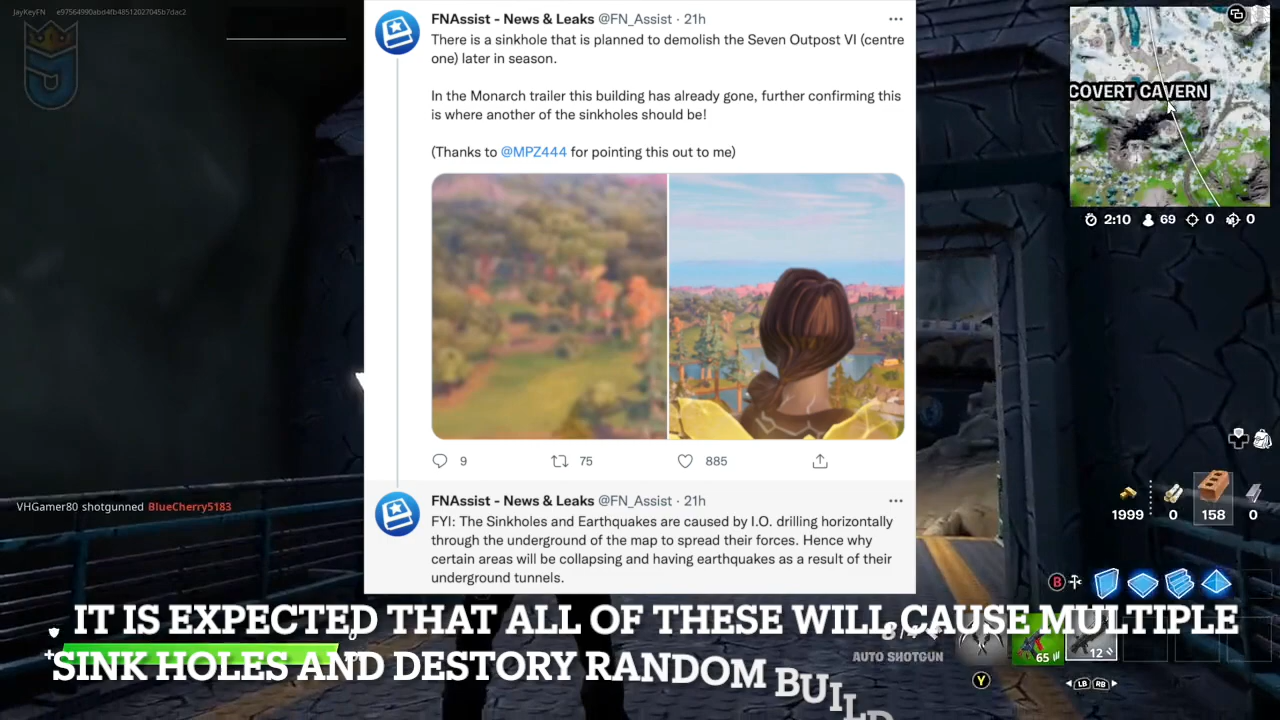 JayKeyFN e97564990abd4fb48512027045b7dac2
FNAssist - News & Leaks @FN_Assist · 21h
There is a sinkhole that is planned to demolish the Seven Outpost VI (centre
one) later in season.
In the Monarch trailer this building has already gone, further confirming this
is where another of the sinkholes should be!
(Thanks to @MPZ444 for pointing this out to me)
9 75 885
FNAssist - News & Leaks @FN_Assist · 21h
FYI: The Sinkholes and Earthquakes are caused by I.O. drilling horizontally
through the underground of the map to spread their forces. Hence why
certain areas will be collapsing and having earthquakes as a result of their
underground tunnels.
COVERT CAVERN
2:10 69 0 0
VHGamer80 shotgunned BlueCherry5183
1999 0 158 0
B
IT IS EXPECTED THAT ALL OF THESE WILL CAUSE MULTIPLE
SINK HOLES AND DESTORY RANDOM BUILD
AUTO SHOTGUN
65 12
Y LB RB